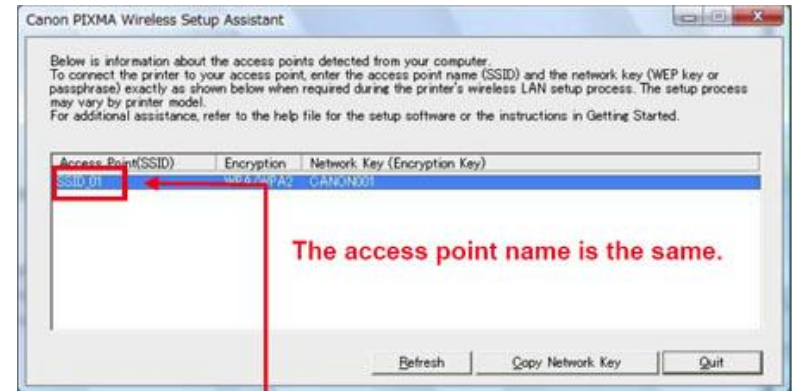 Canon PIXMA Wireless Setup Assistant
Below is information about the access points detected from your computer.
To connect the printer to your access point, enter the access point name (SSID) and the network key (WEP key or
passphrase) exactly as shown below when required during the printer's wireless LAN setup process. The setup process
may vary by printer model.
For additional assistance, refer to the help file for the setup software or the instructions in Getting Started.
Access Point(SSID) Encryption Network Key (Encryption Key)
SSID_01 WPA/WPA2 CANON001
The access point name is the same.
Refresh Copy Network Key Quit